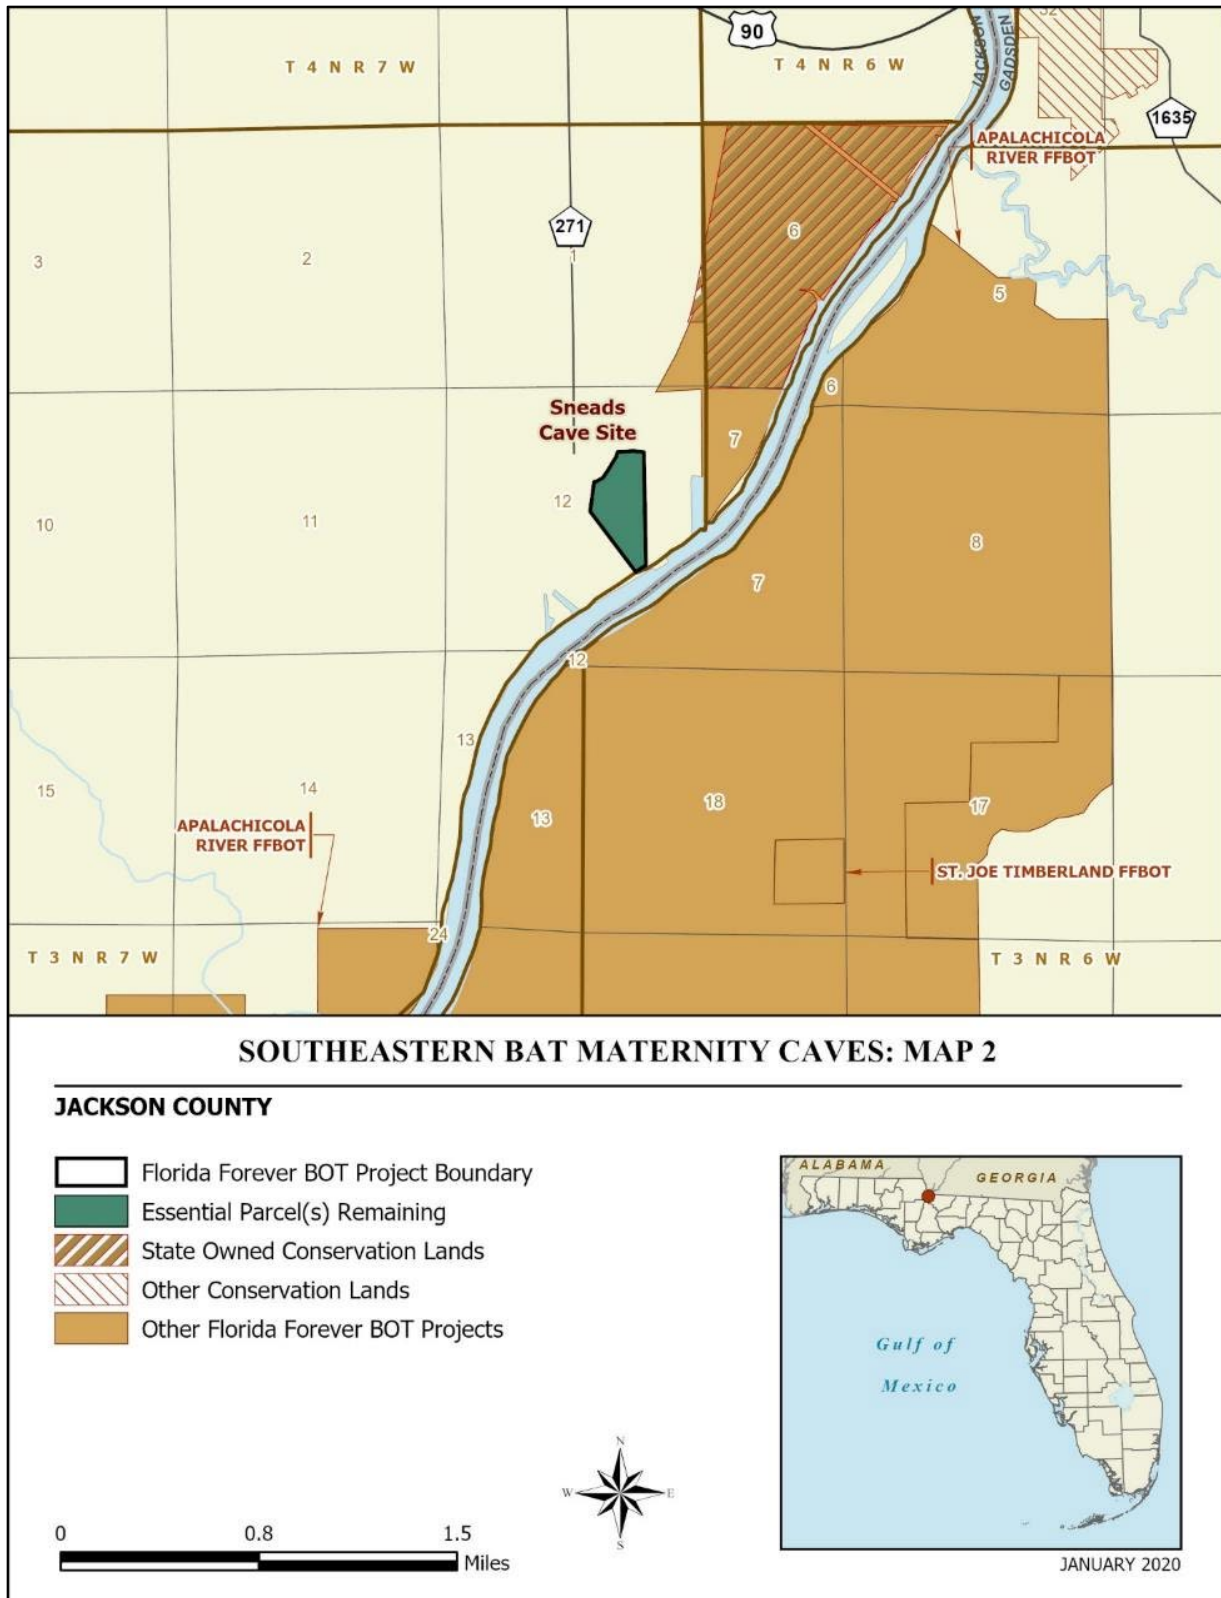 90
32
T 4 N R 7 W
T 4 N R 6 W
JACKSON
GADSDEN
1635
APALACHICOLA
RIVER FFBOT
271
3
2
1
6
5
6
Sneads
Cave Site
7
10
11
12
8
7
12
13
15
14
13
18
17
APALACHICOLA
RIVER FFBOT
ST. JOE TIMBERLAND FFBOT
24
T 3 N R 7 W
T 3 N R 6 W
SOUTHEASTERN BAT MATERNITY CAVES: MAP 2
JACKSON COUNTY
Florida Forever BOT Project Boundary
Essential Parcel(s) Remaining
State Owned Conservation Lands
Other Conservation Lands
Other Florida Forever BOT Projects
ALABAMA
GEORGIA
Gulf of
Mexico
N
W
E
S
0
0.8
1.5
Miles
JANUARY 2020